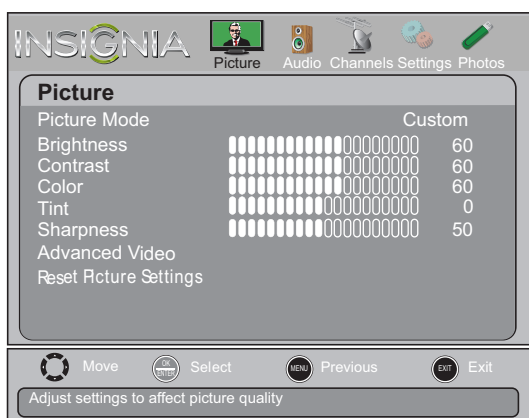 INSIGNIA
Picture Audio Channels Settings Photos
Picture
Picture Mode Custom
Brightness 60
Contrast 60
Color 60
Tint 0
Sharpness 50
Advanced Video
Reset Picture Settings
Move OK ENTER Select MENU Previous EXIT Exit
Adjust settings to affect picture quality